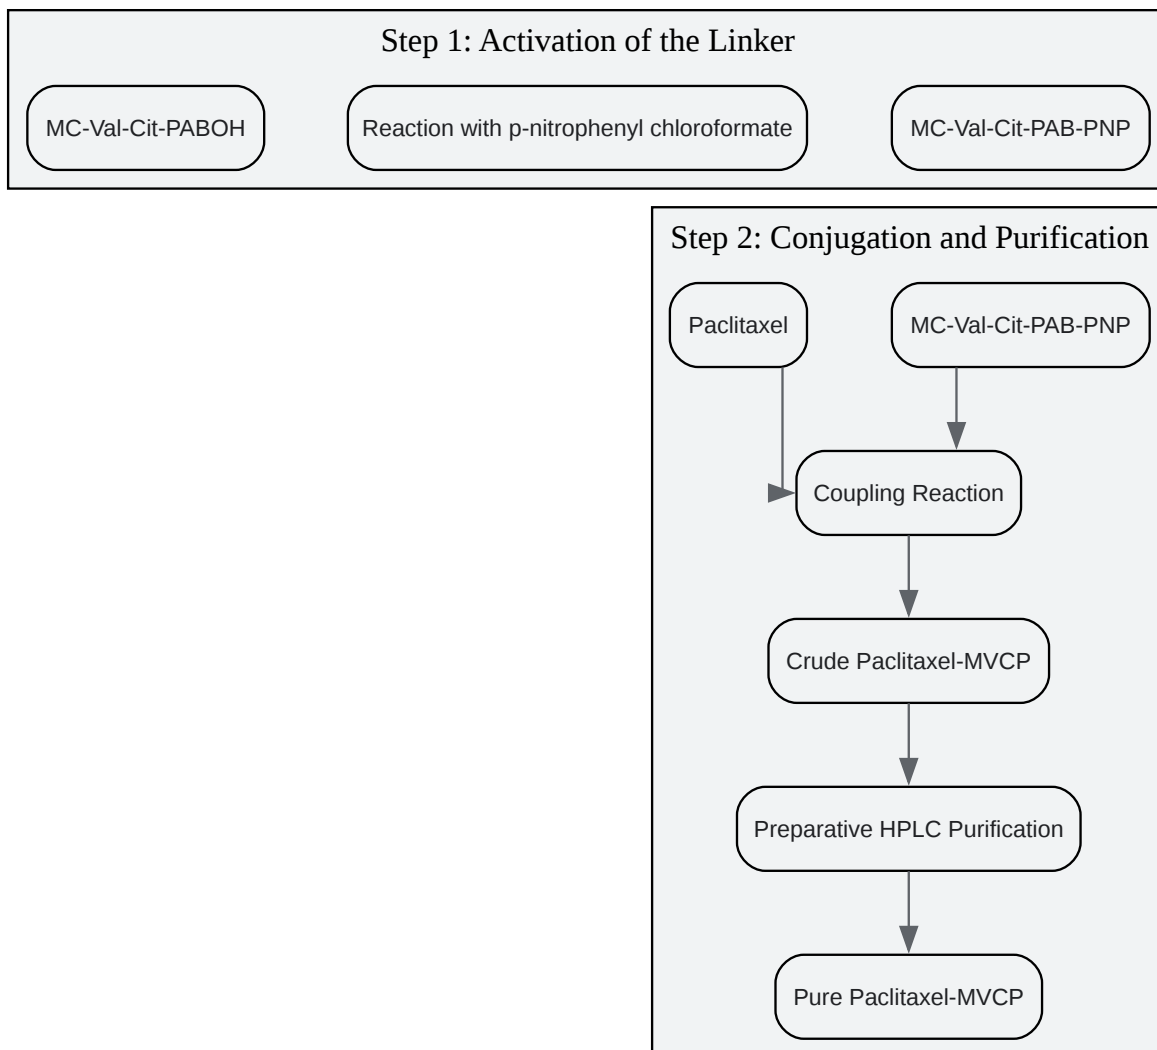 Step 1: Activation of the Linker
MC-Val-Cit-PABOH
Reaction with p-nitrophenyl chloroformate
MC-Val-Cit-PAB-PNP
Step 2: Conjugation and Purification
Paclitaxel
MC-Val-Cit-PAB-PNP
Coupling Reaction
Crude Paclitaxel-MVCP
Preparative HPLC Purification
Pure Paclitaxel-MVCP